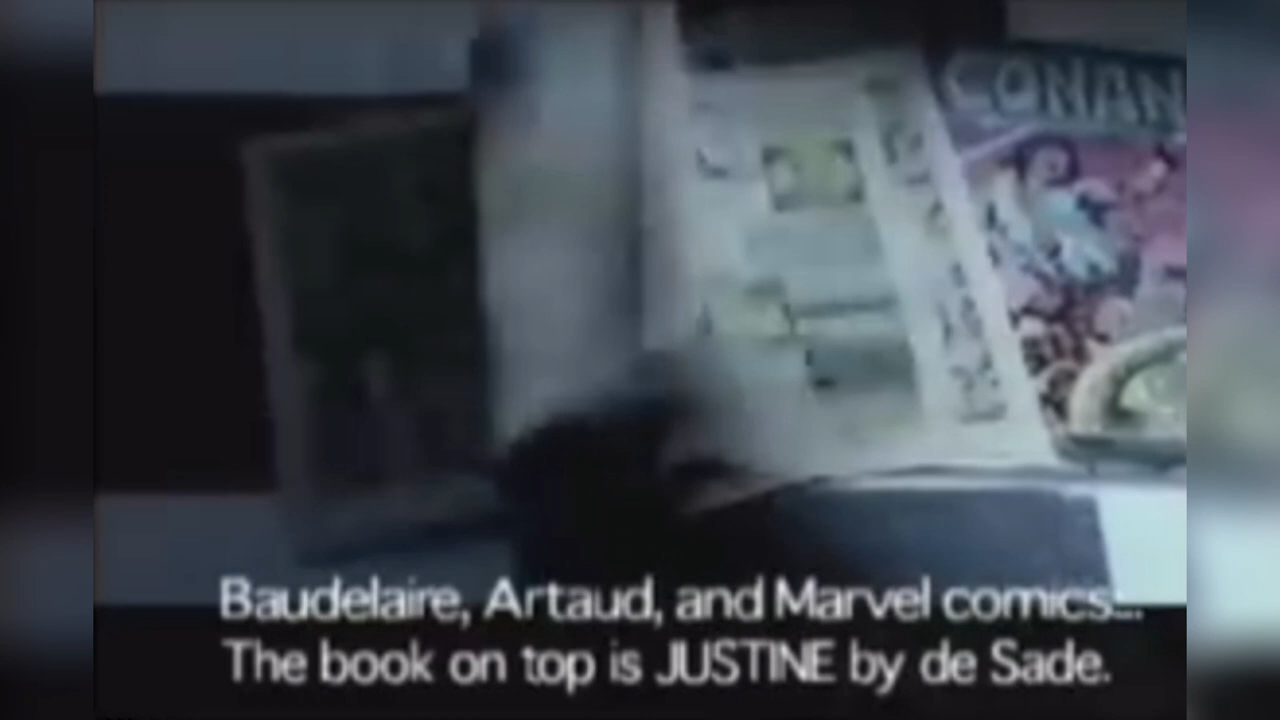 CONAN
Baudelaire, Artaud, and Marvel comics...
The book on top is JUSTINE by de Sade.